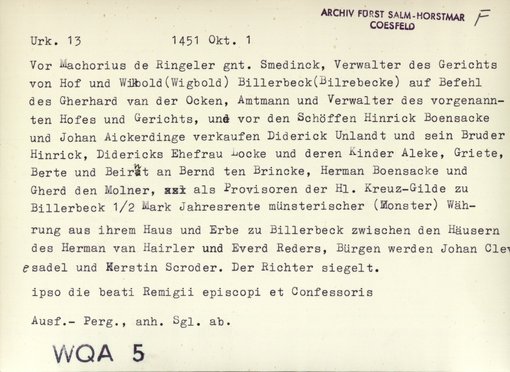 ARCHIV FÜRST SALM-HORSTMAR F
COESFELD
Urk. 13 1451 Okt. 1
Vor Machorius de Ringeler gnt. Smedinck, Verwalter des Gerichts
von Hof und Wibbold(Wigbold) Billerbeck(Bilrebecke) auf Befehl
des Gherhard van der Ocken, Amtmann und Verwalter des vorgenann-
ten Hofes und Gerichts, und vor den Schöffen Hinrick Boensacke
und Johan Aickerdinge verkaufen Diderick Unlandt und sein Bruder
Hinrick, Didericks Ehefrau Locke und deren Kinder Aleke, Griete,
Berte und an Bernd ten Brincke, Herman Boensacke und
Gherd den Molner, als Provisoren der Hl. Kreuz-Gilde zu
Billerbeck 1/2 Mark Jahresrente münsterischer (Monster) Wäh-
rung aus ihrem Haus und Erbe zu Billerbeck zwischen den Häusern
des Herman van Hairler und Everd Reders, Bürgen werden Johan Clev
esadel und Kerstin Scroder. Der Richter siegelt.
ipso die beati Remigii episcopi et Confessoris
Ausf.- Perg., anh. Sgl. ab.
WQA 5